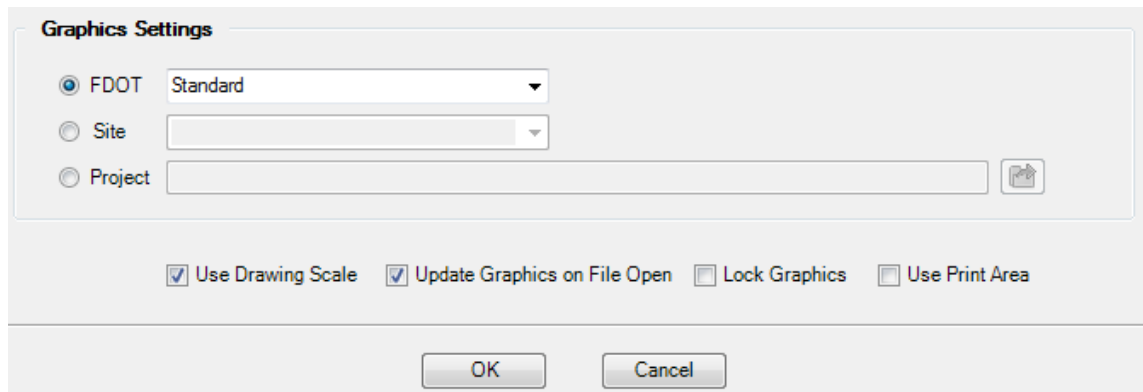 Graphics Settings
FDOT Standard
Site
Project
Use Drawing Scale Update Graphics on File Open Lock Graphics Use Print Area
OK Cancel